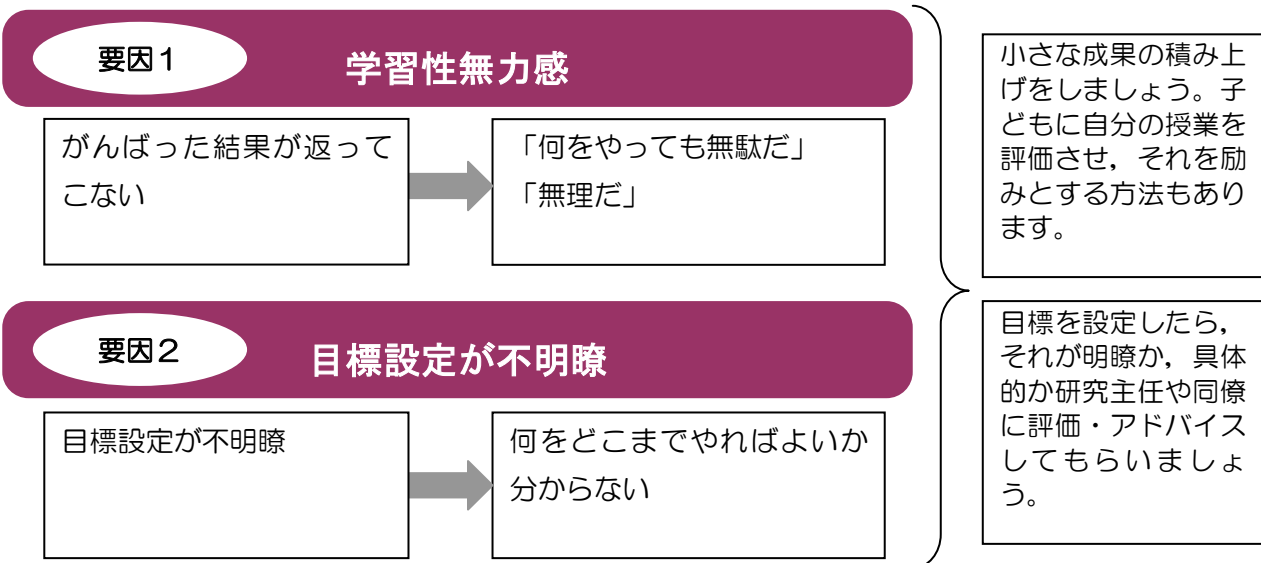 要因1
学習性無力感
がんばった結果が返って
こない
「何をやっても無駄だ」
「無理だ」
小さな成果の積み上
げをしましょう。子
どもに自分の授業を
評価させ,それを励
みとする方法もあり
ます。
要因2
目標設定が不明瞭
目標設定が不明瞭
何をどこまでやればよいか
分からない
目標を設定したら,
それが明瞭か,具体
的か研究主任や同僚
に評価・アドバイス
してもらいましょ
う。